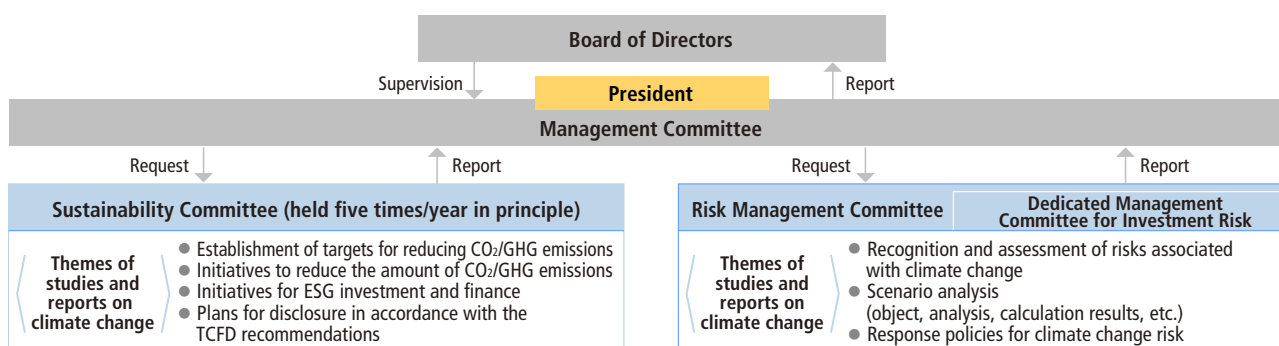 Board of Directors
Supervision
Report
President
Management Committee
Request
Report
Request
Report
Sustainability Committee (held five times/year in principle)
Themes of
studies and
reports on
climate change
● Establishment of targets for reducing CO₂/GHG emissions
● Initiatives to reduce the amount of CO₂/GHG emissions
● Initiatives for ESG investment and finance
● Plans for disclosure in accordance with the
TCFD recommendations
Risk Management Committee
Dedicated Management
Committee for Investment Risk
Themes of
studies and
reports on
climate change
● Recognition and assessment of risks associated
with climate change
● Scenario analysis
(object, analysis, calculation results, etc.)
● Response policies for climate change risk